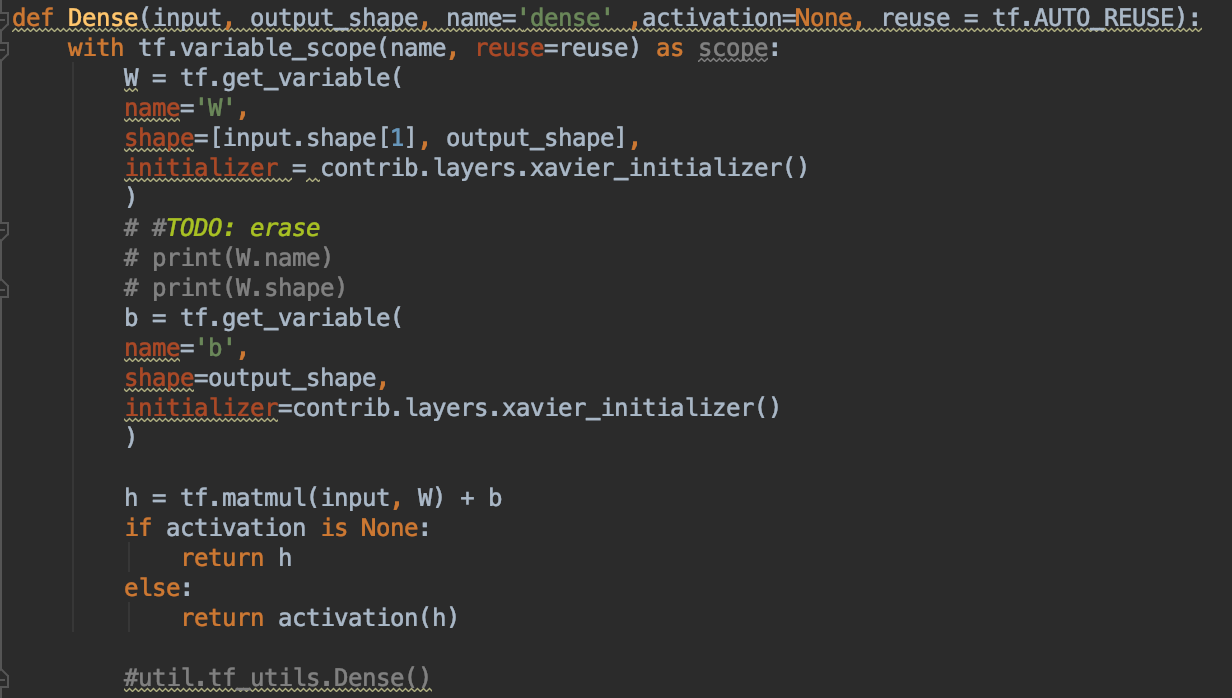 def Dense(input, output_shape, name='dense' ,activation=None, reuse = tf.AUTO_REUSE):
    with tf.variable_scope(name, reuse=reuse) as scope:
        W = tf.get_variable(
        name='W',
        shape=[input.shape[1], output_shape],
        initializer = contrib.layers.xavier_initializer()
        )
        # #TODO: erase
        # print(W.name)
        # print(W.shape)
        b = tf.get_variable(
        name='b',
        shape=output_shape,
        initializer=contrib.layers.xavier_initializer()
        )

        h = tf.matmul(input, W) + b
        if activation is None:
            return h
        else:
            return activation(h)

        #util.tf_utils.Dense()